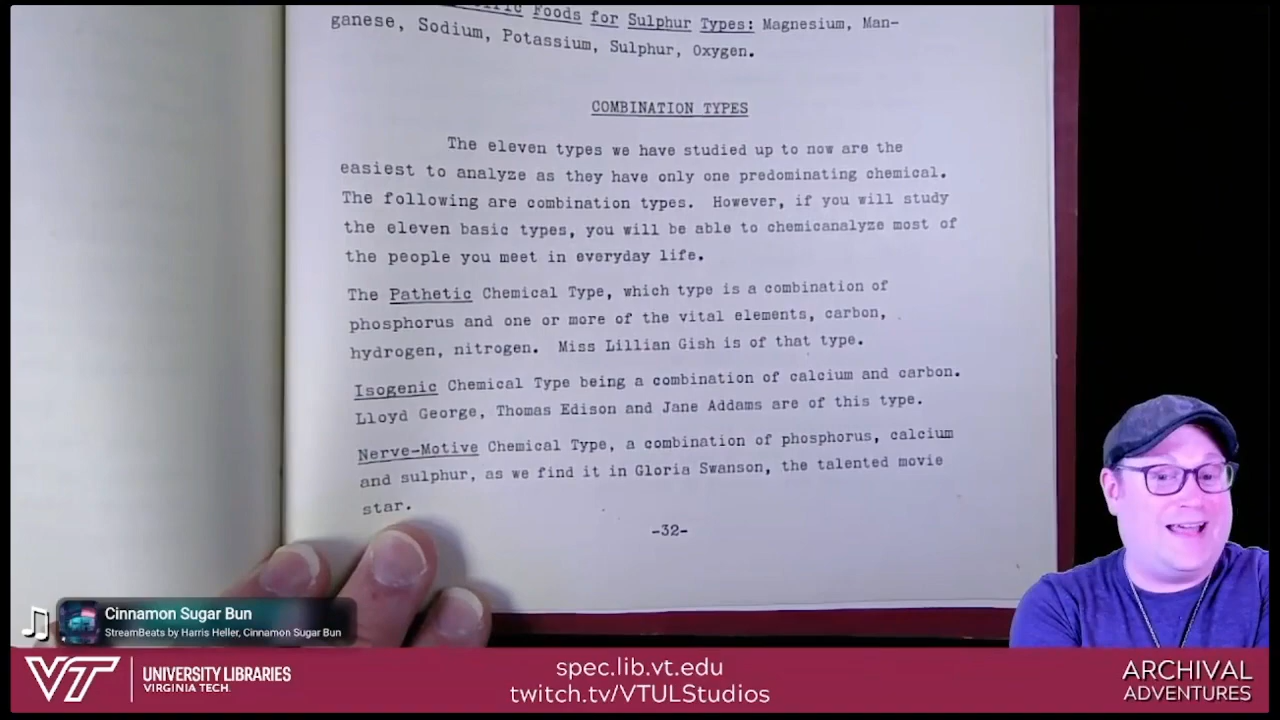 Foods for Sulphur Types: Magnesium, Man-
ganese, Sodium, Potassium, Sulphur, Oxygen.
COMBINATION TYPES
The eleven types we have studied up to now are the
easiest to analyze as they have only one predominating chemical.
The following are combination types. However, if you will study
the eleven basic types, you will be able to chemicanalyze most of
the people you meet in everyday life.
The Pathetic Chemical Type, which type is a combination of
phosphorus and one or more of the vital elements, carbon,
hydrogen, nitrogen. Miss Lillian Gish is of that type.
Isogenic Chemical Type being a combination of calcium and carbon.
Lloyd George, Thomas Edison and Jane Addams are of this type.
Nerve-Motive Chemical Type, a combination of phosphorus, calcium
and sulphur, as we find it in Gloria Swanson, the talented movie
star.
-32-
Cinnamon Sugar Bun
StreamBeats by Harris Heller, Cinnamon Sugar Bun
VT
UNIVERSITY LIBRARIES
VIRGINIA TECH.
spec.lib.vt.edu
twitch.tv/VTULStudios
ARCHIVAL
ADVENTURES